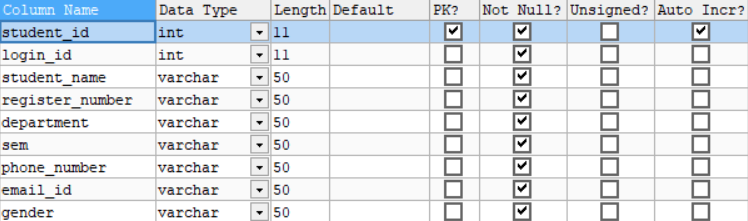 Column Name Data Type Length Default PK? Not Null? Unsigned? Auto Incr?
student_id int 11
login_id int 11
student_name varchar 50
register_number varchar 50
department varchar 50
sem varchar 50
phone_number varchar 50
email_id varchar 50
gender varchar 50